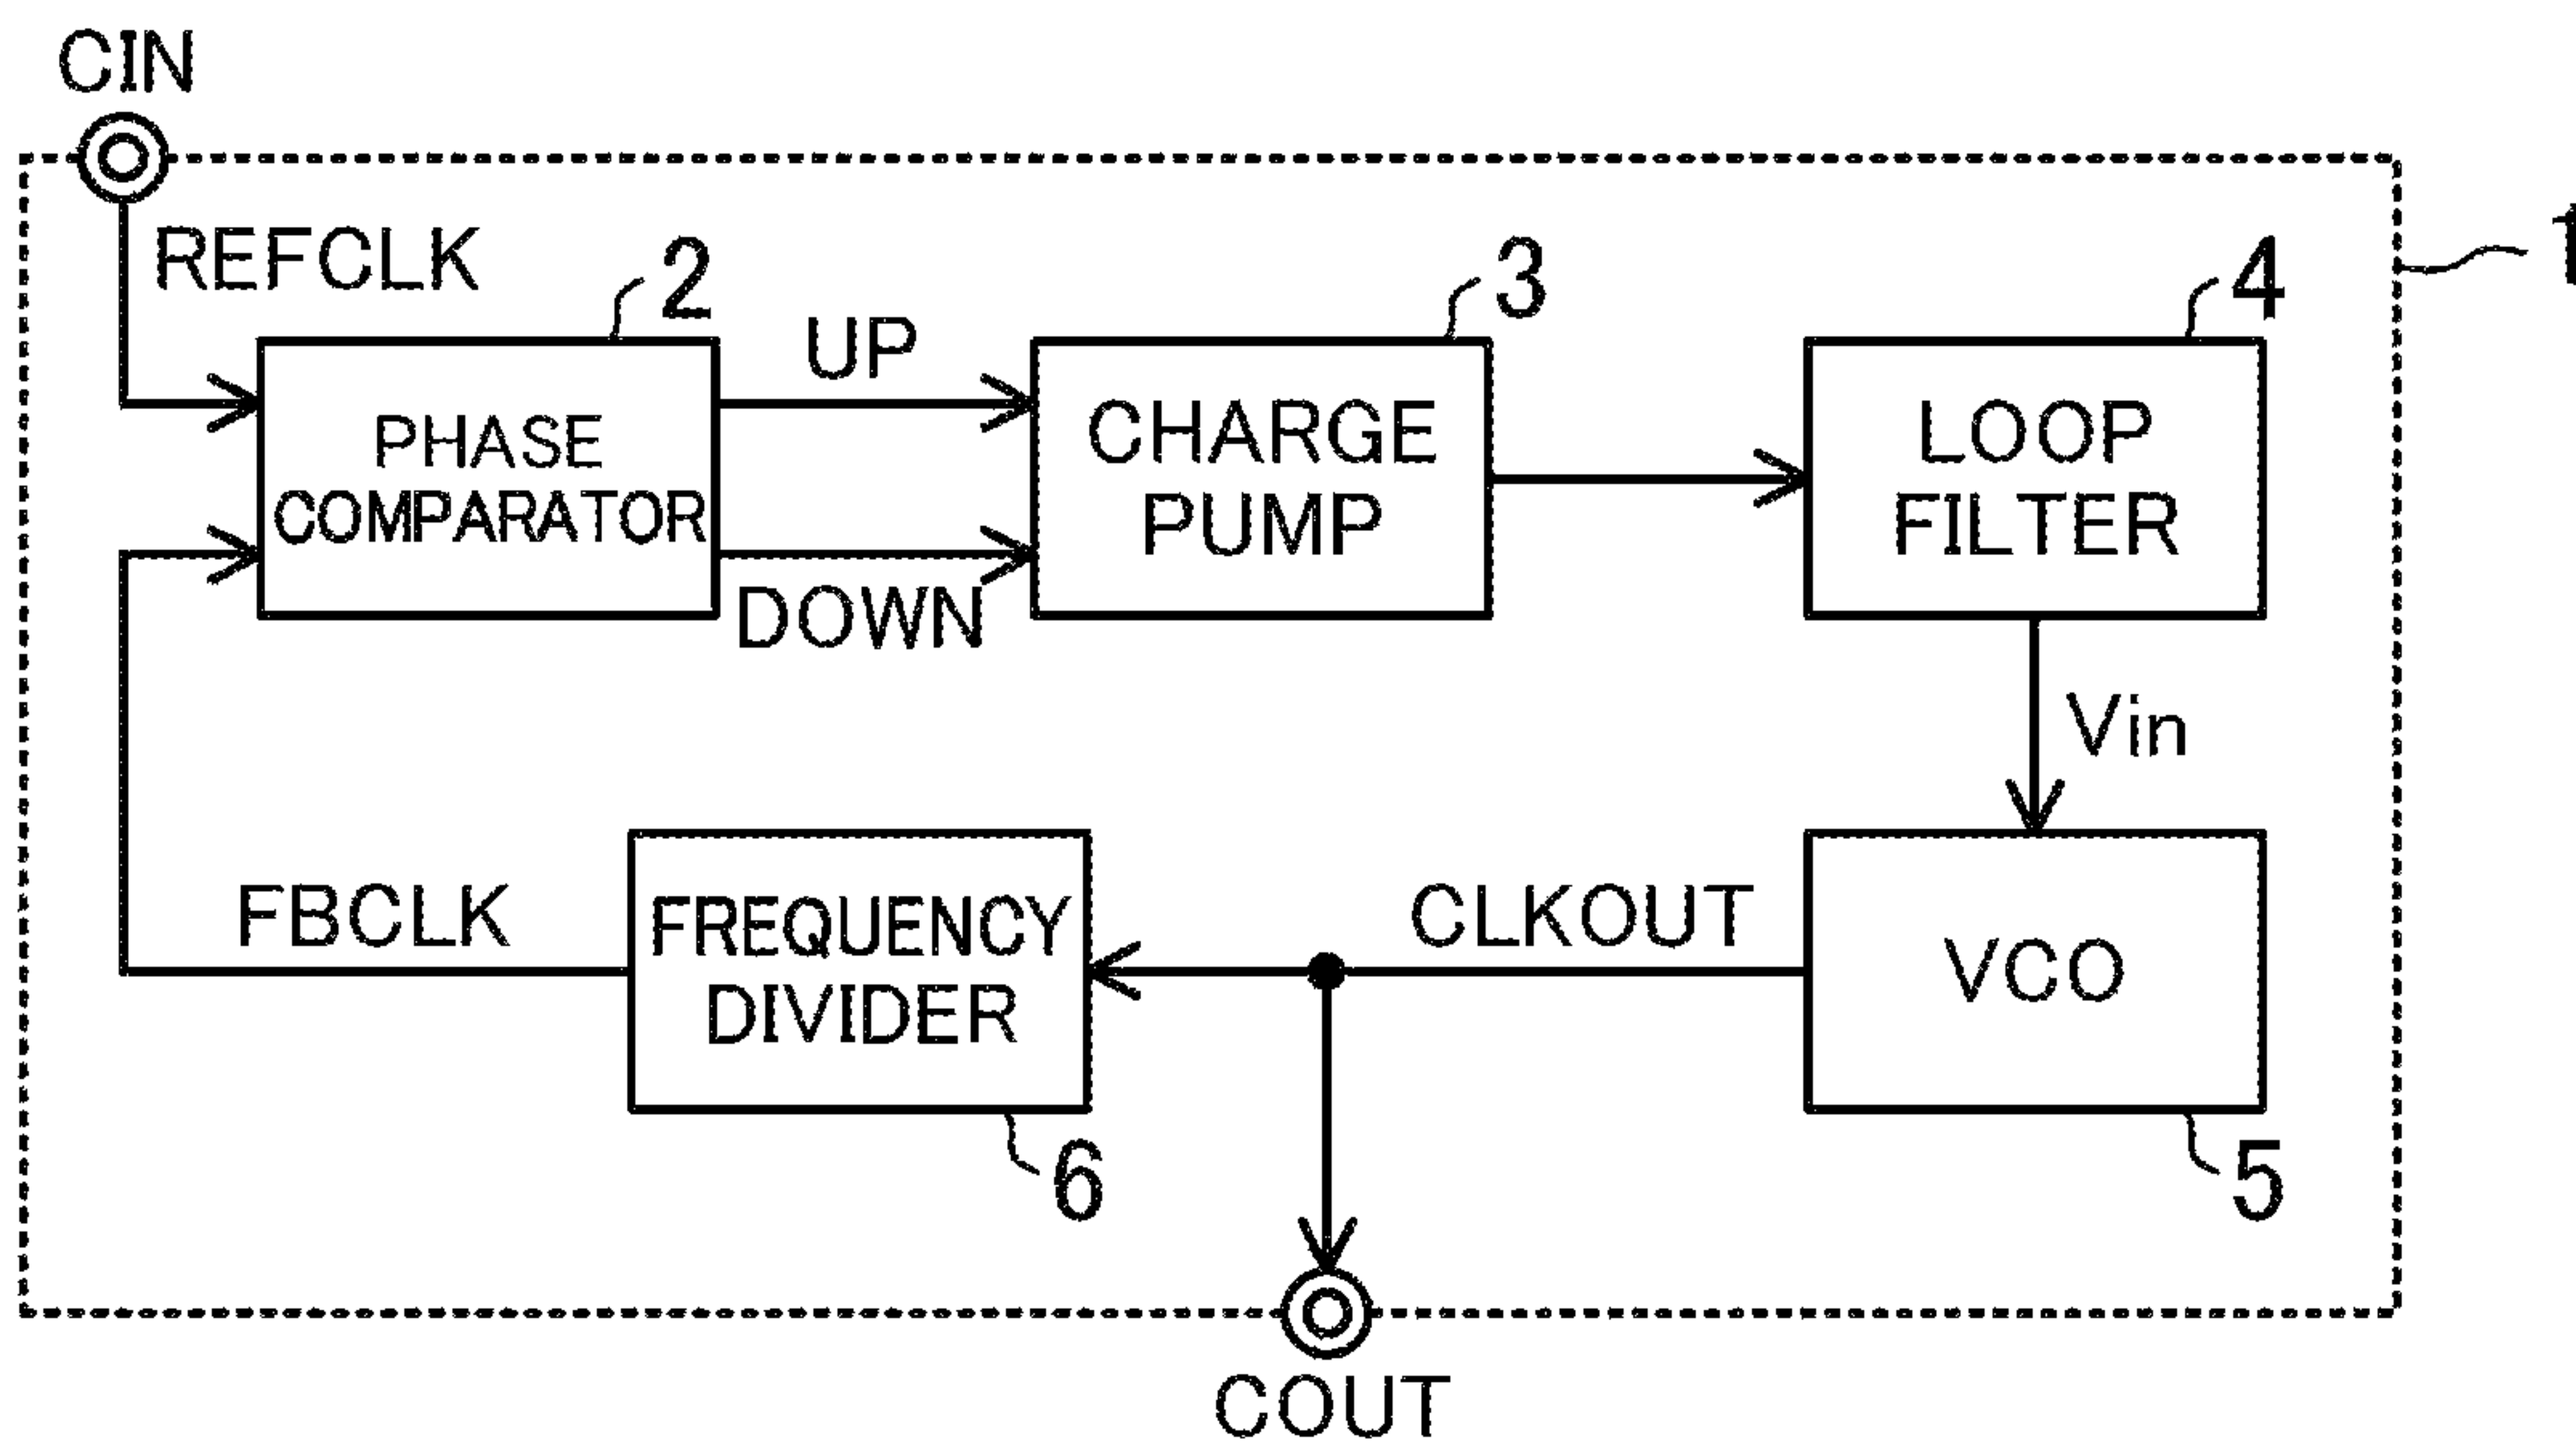 CIN
REFCLK
2
3
4
1
UP
PHASE
COMPARATOR
CHARGE
PUMP
LOOP
FILTER
DOWN
Vin
FBCLK
FREQUENCY
DIVIDER
CLKOUT
VCO
6
5
COUT